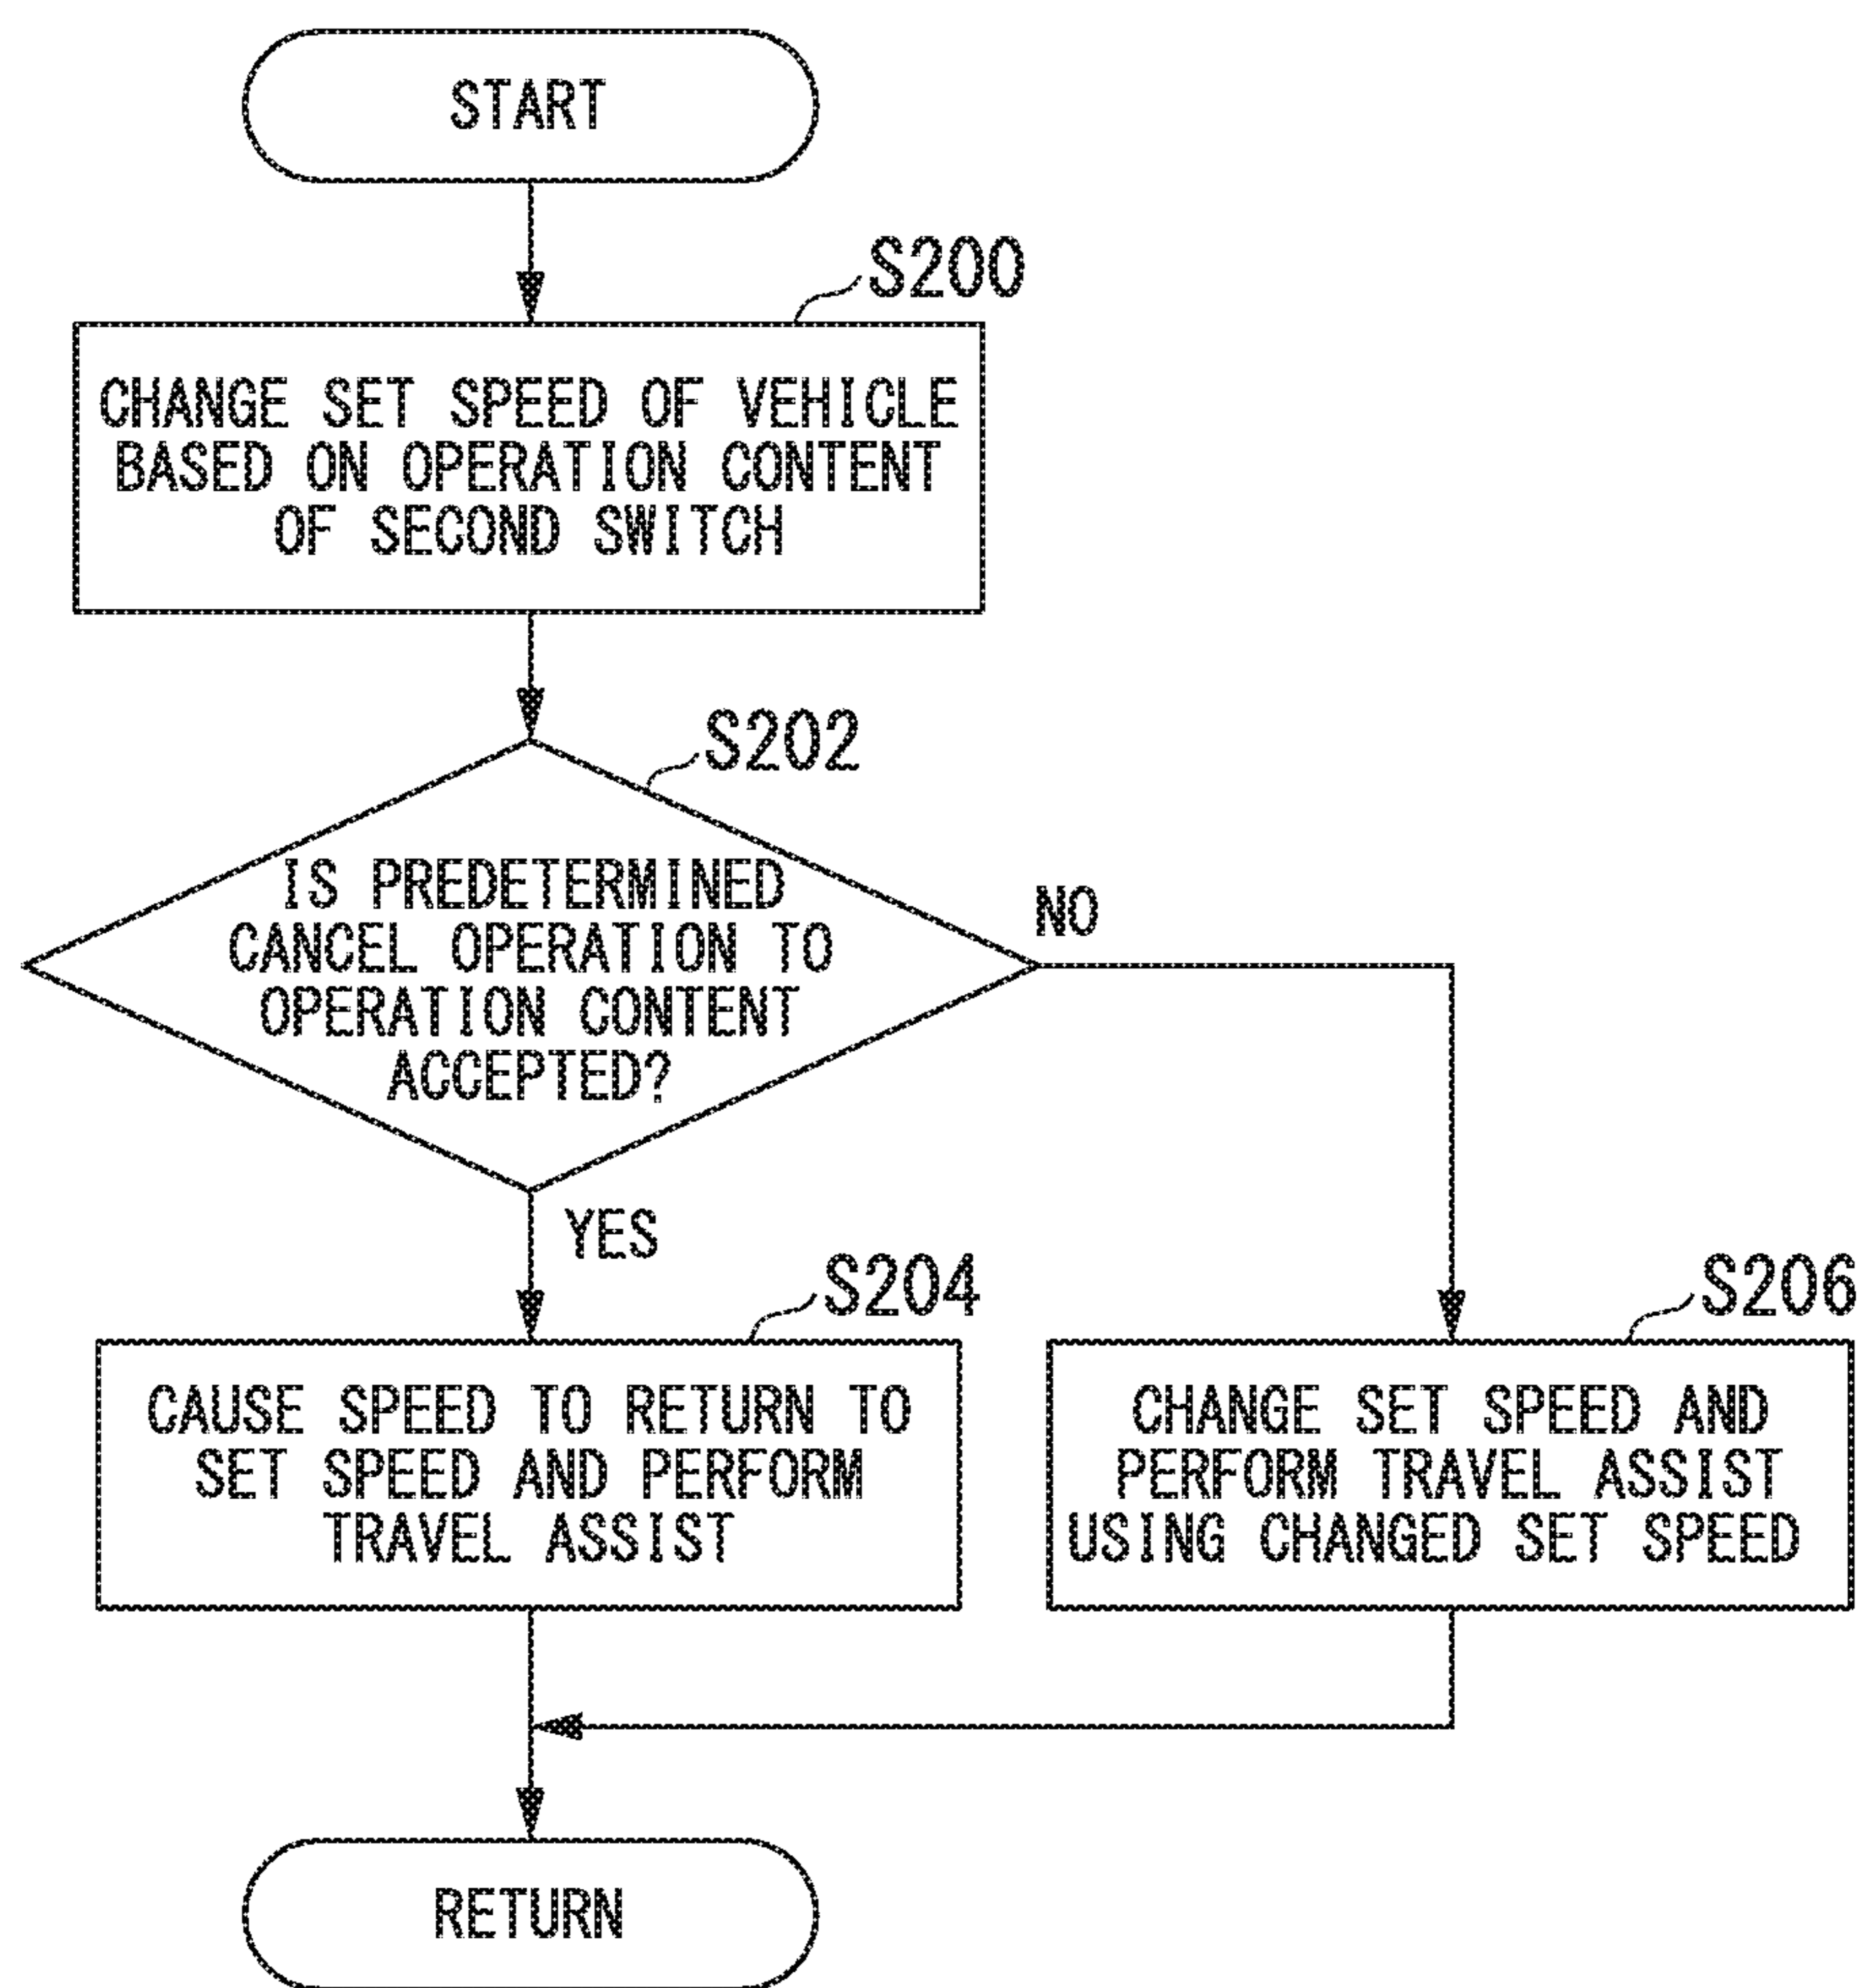 START
S200
CHANGE SET SPEED OF VEHICLE
BASED ON OPERATION CONTENT
OF SECOND SWITCH
S202
IS PREDETERMINED
CANCEL OPERATION TO
OPERATION CONTENT
ACCEPTED?
NO
YES
S204
CAUSE SPEED TO RETURN TO
SET SPEED AND PERFORM
TRAVEL ASSIST
S206
CHANGE SET SPEED AND
PERFORM TRAVEL ASSIST
USING CHANGED SET SPEED
RETURN